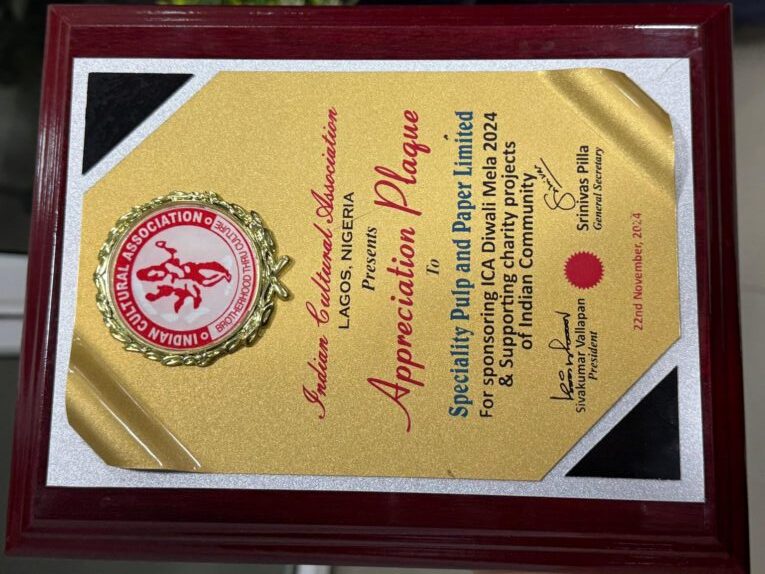 INDIAN CULTURAL ASSOCIATION
BROTHERHOOD THRU CULTURE
Indian Cultural Association
LAGOS, NIGERIA
Presents
Appreciation Plaque
To
Speciality Pulp and Paper Limited
For sponsoring ICA Diwali Mela 2024
& Supporting charity projects
of Indian Community
Sivakumar Vallapan
President
Srinivas Pilla
General Secretary
22nd November, 2024